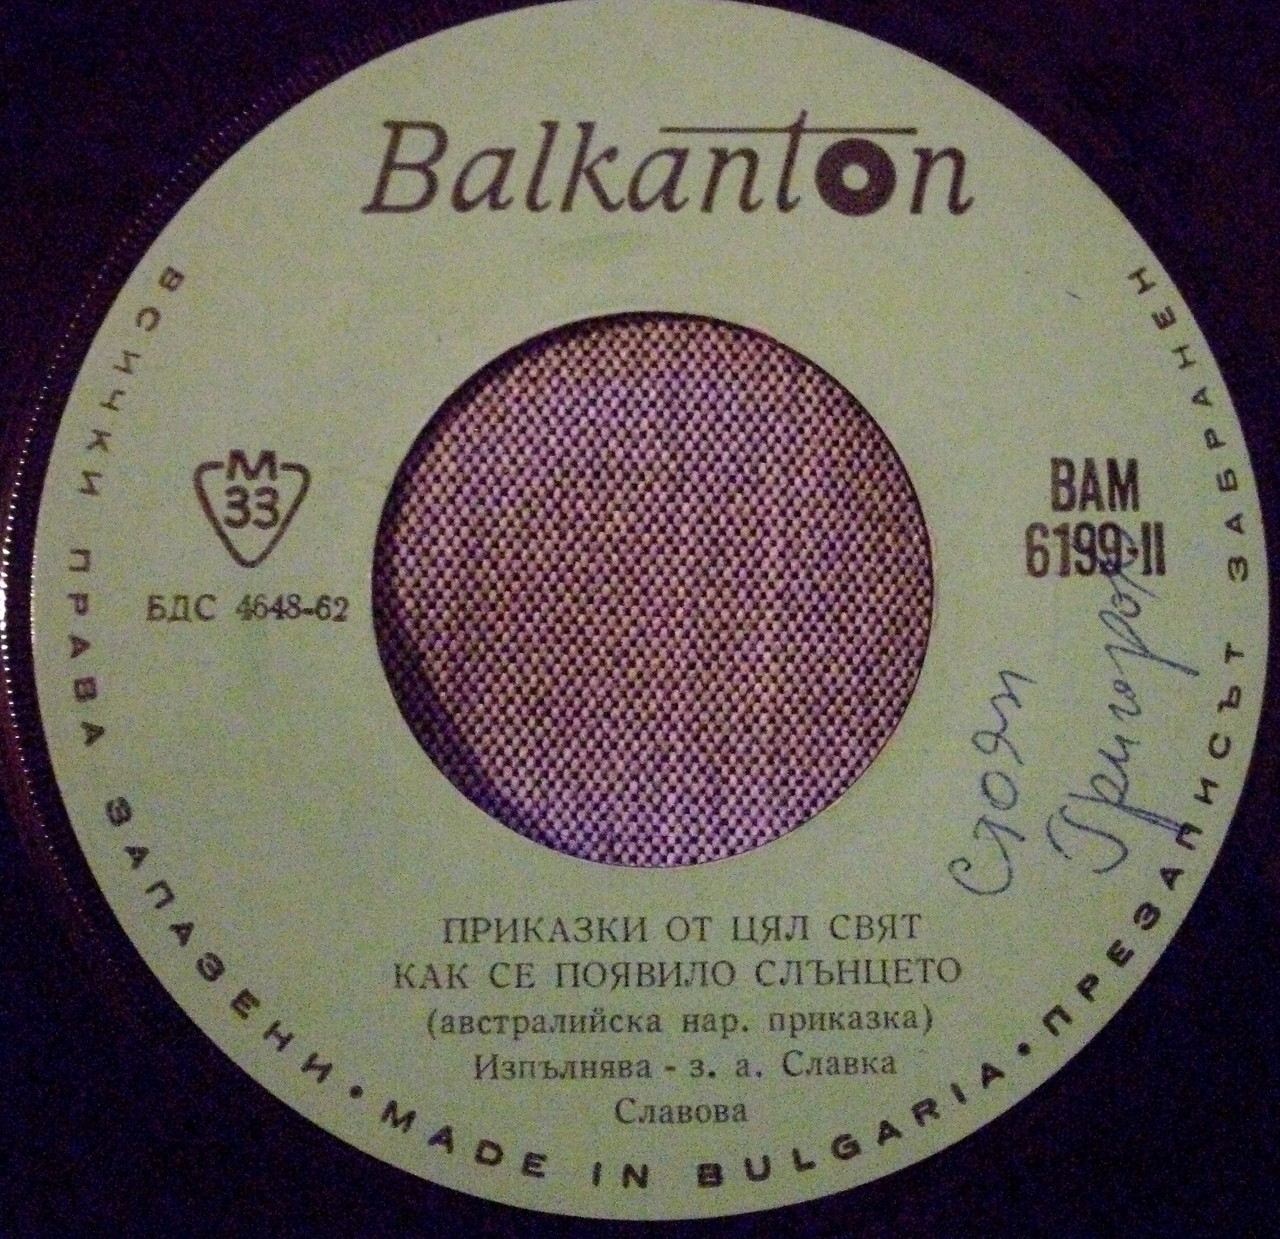 Balkanton
ВСИЧКИ ПРАВА ЗАПАЗЕНИ • MADE IN BULGARIA • ПРЕЗАПИСЪТ ЗАБРАНЕН
М
33
БДС 4648-62
ВАМ
6199-II
Стоян
Григоров
ПРИКАЗКИ ОТ ЦЯЛ СВЯТ
КАК СЕ ПОЯВИЛО СЛЪНЦЕТО
(австралийска нар. приказка)
Изпълнява - з. а. Славка
Славова